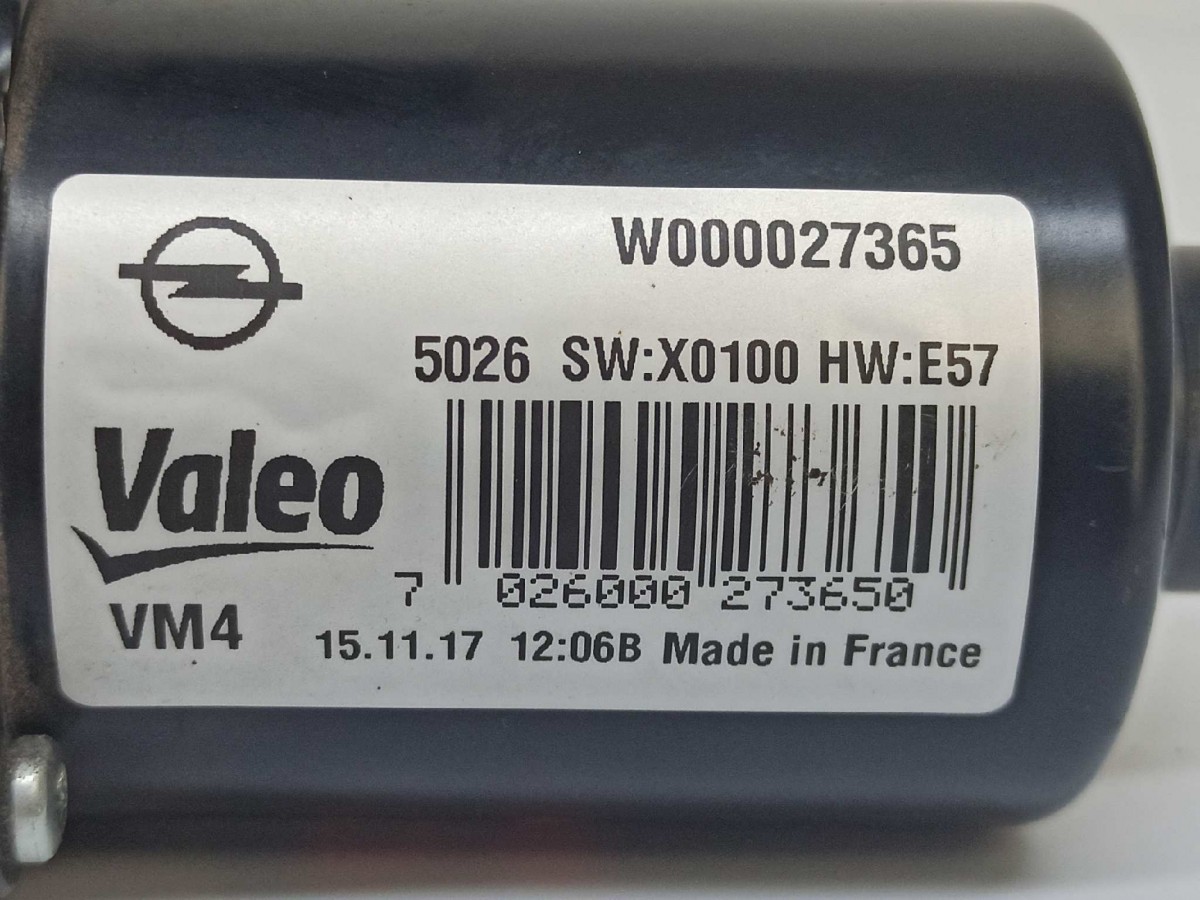 W000027365
5026 SW:X0100 HW:E57
Valeo
7 026000 273650
VM4
15.11.17 12:06B Made in France